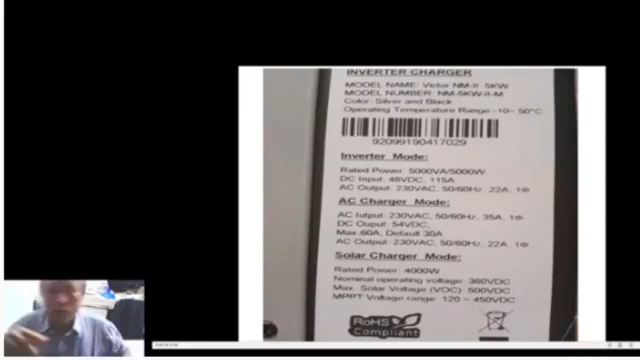 INVERTER CHARGER
MODEL NAME: Victor NM-II 5KW
MODEL NUMBER: NM-5KW-II-M
Color: Silver and Black
Operating Temperature Range -10~ 50°C
92099190417029
Inverter Mode:
Rated Power: 5000VA/5000W
DC Input: 48VDC, 115A
AC Output: 230VAC, 50/60Hz, 22A, 1Φ
AC Charger Mode:
AC Iutput: 230VAC, 50/60Hz, 35A, 1Φ
DC Ouput: 54VDC,
Max.60A, Default 30A
AC Output: 230VAC, 50/60Hz, 22A, 1Φ
Solar Charger Mode:
Rated Power: 4000W
Nominal operating voltage: 360VDC
Max. Solar Voltage (VOC) 500VDC
MPPT Voltage range 120 ~ 450VDC
RoHS
Compliant